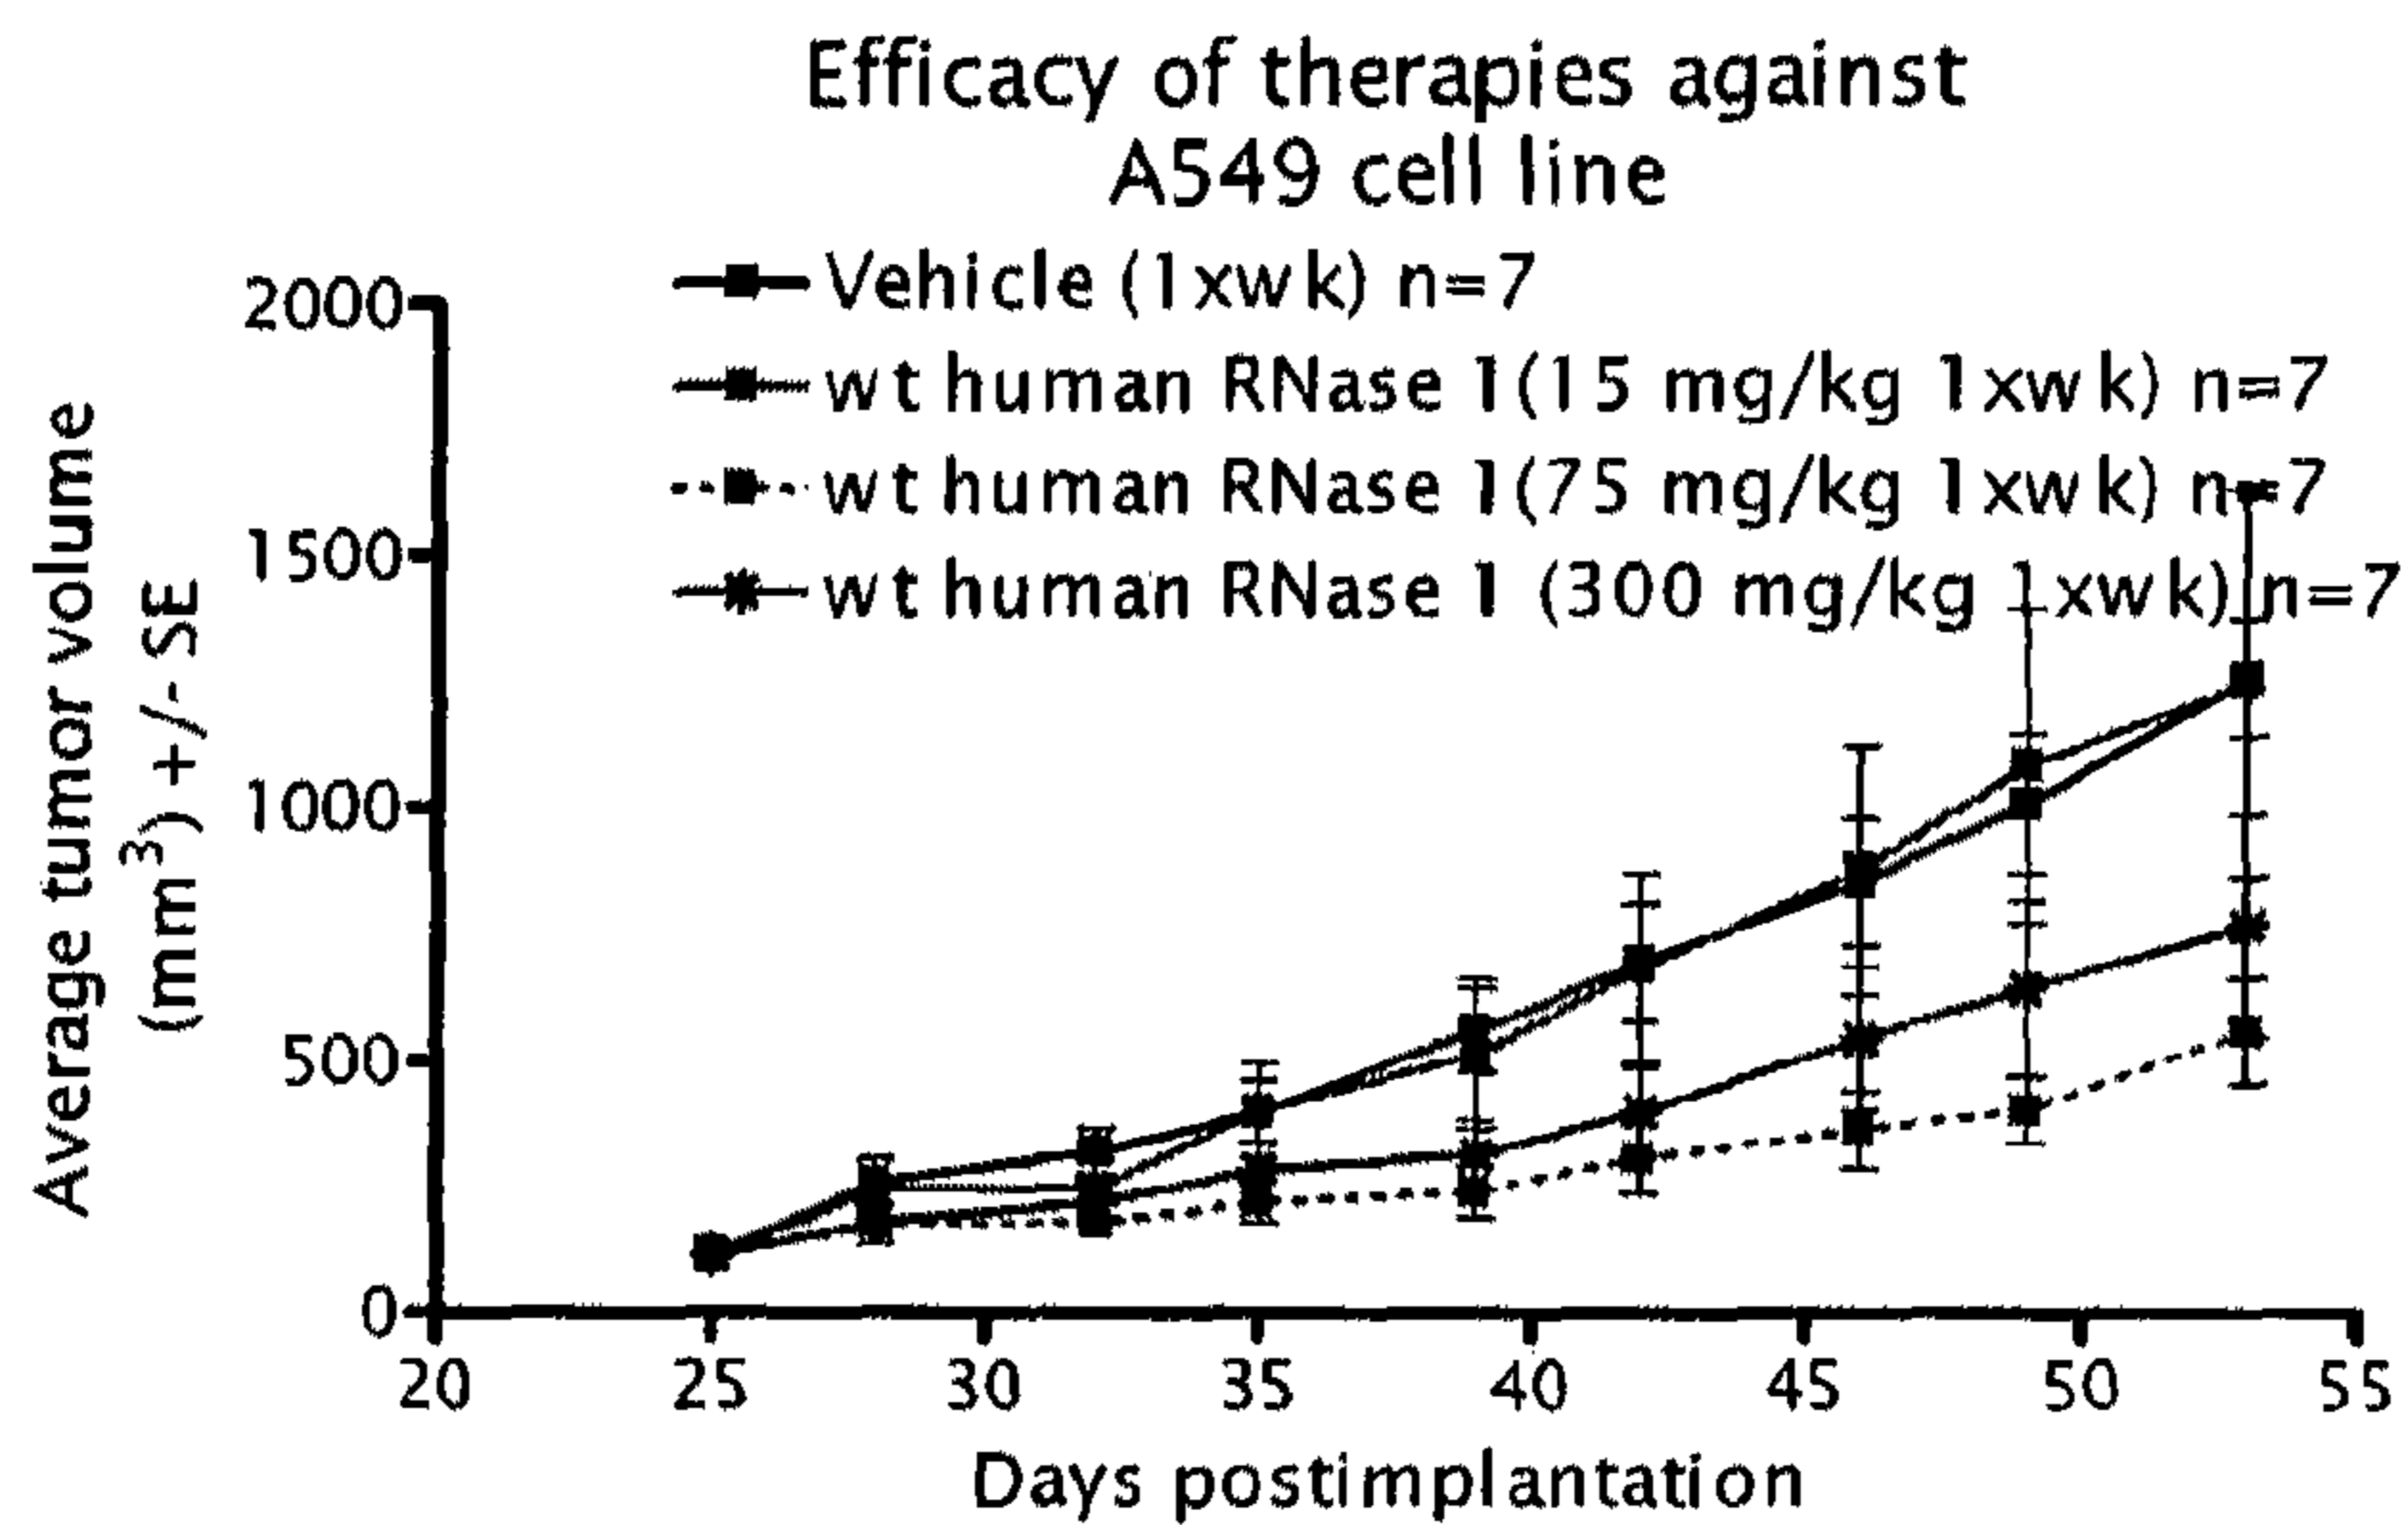 Efficacy of therapies against
A549 cell line
Vehicle (1xwk) n=7
wt human RNase 1(15 mg/kg 1xwk) n=7
wt human RNase 1(75 mg/kg 1xwk) n=7
wt human RNase 1 (300 mg/kg 1xwk) n=7
Average tumor volume
(mm³) +/- SE
2000
1500
1000
500
0
20 25 30 35 40 45 50 55
Days postimplantation